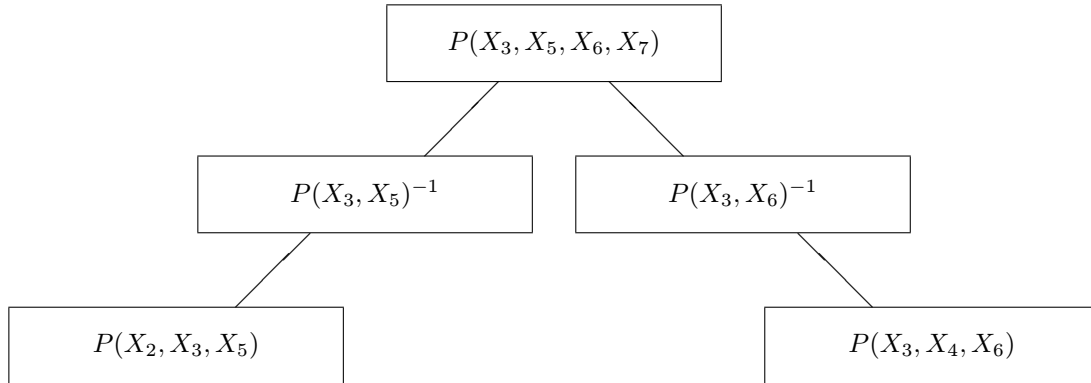 P(X₃, X₅, X₆, X₇)
P(X₃, X₅)⁻¹
P(X₃, X₆)⁻¹
P(X₂, X₃, X₅)
P(X₃, X₄, X₆)